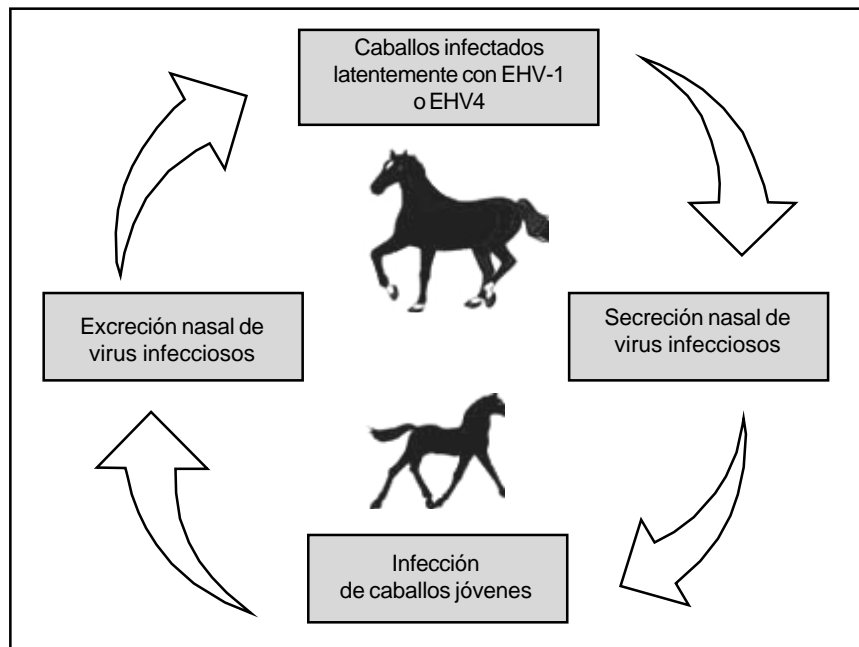 Caballos infectados
latentemente con EHV-1
o EHV4
Secreción nasal de
virus infecciosos
Infección
de caballos jóvenes
Excreción nasal de
virus infecciosos